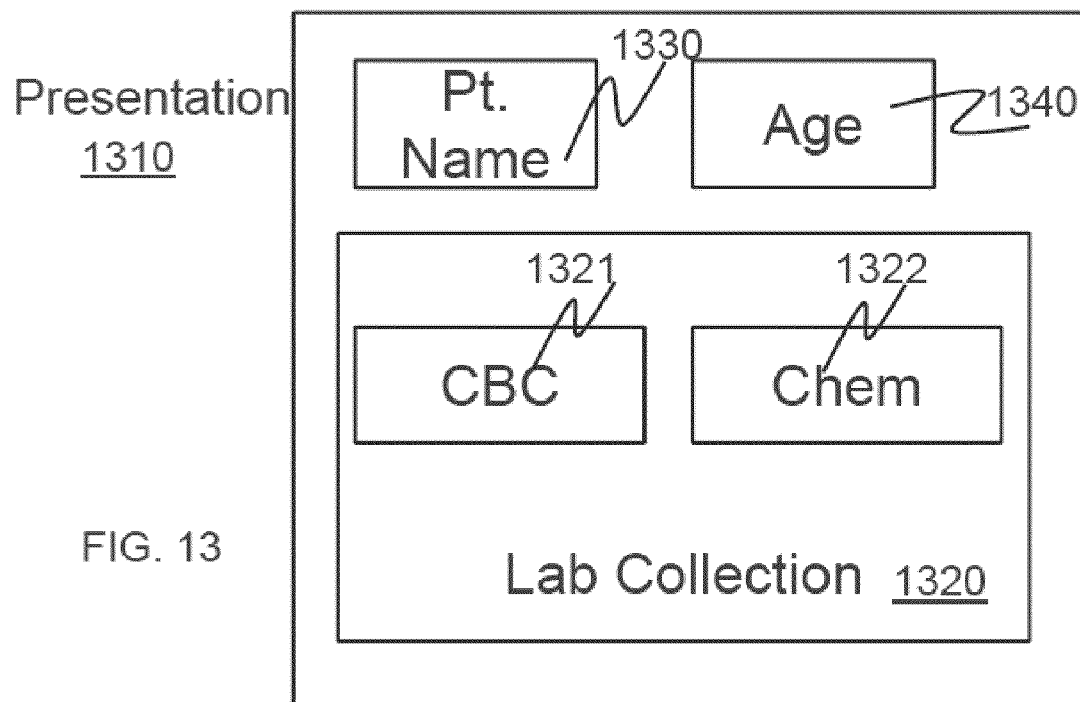 Presentation
1310
1330
Pt.
Name
1340
Age
1321
1322
CBC
Chem
Lab Collection 1320
FIG. 13